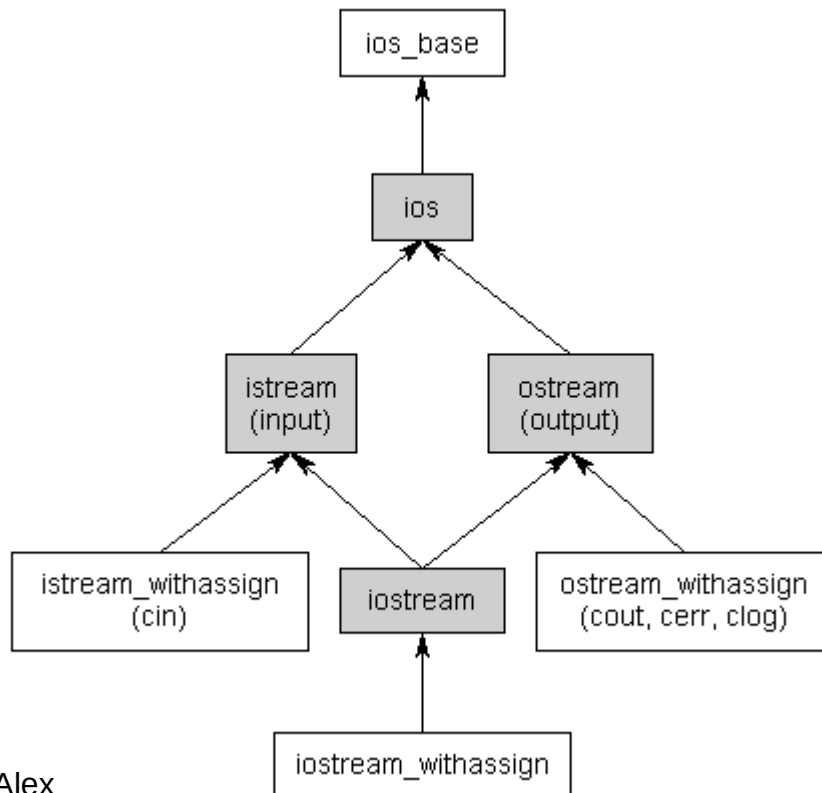 ios_base
ios
istream
(input)
ostream
(output)
istream_withassign
(cin)
iostream
ostream_withassign
(cout, cerr, clog)
iostream_withassign
Alex